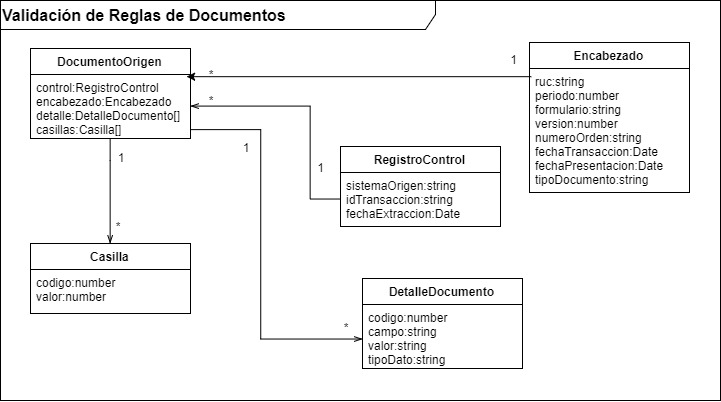 Validación de Reglas de Documentos
DocumentoOrigen
control:RegistroControl
encabezado:Encabezado
detalle:DetalleDocumento[]
casillas:Casilla[]
*
1
*
1
1
1
*
*
Encabezado
ruc:string
periodo:number
formulario:string
version:number
numeroOrden:string
fechaTransaccion:Date
fechaPresentacion:Date
tipoDocumento:string
RegistroControl
sistemaOrigen:string
idTransaccion:string
fechaExtraccion:Date
Casilla
codigo:number
valor:number
DetalleDocumento
codigo:number
campo:string
valor:string
tipoDato:string